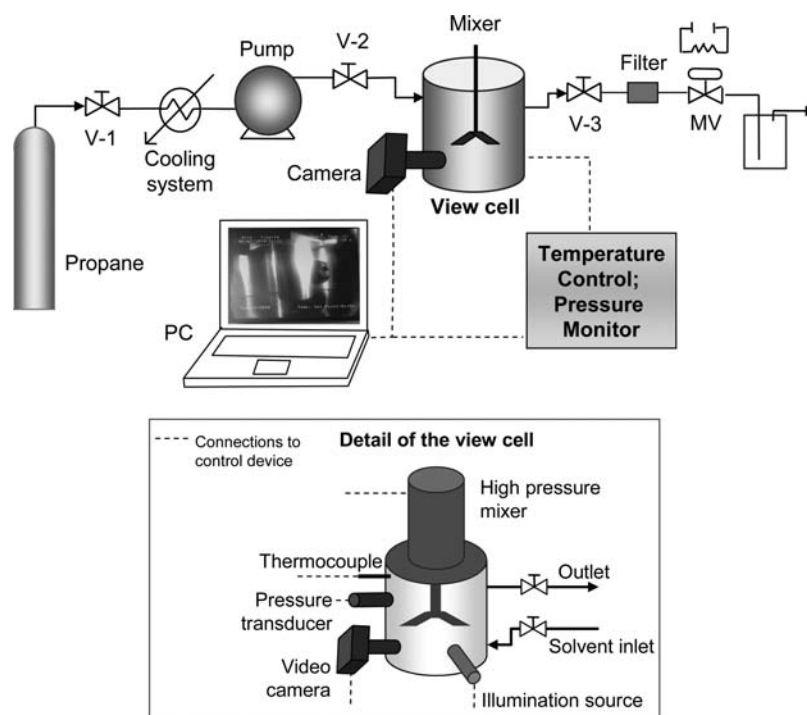 Mixer
Pump
V-2
Filter
V-1
V-3
MV
Cooling
system
Camera
View cell
Propane
Temperature
Control;
Pressure
Monitor
PC
Connections to
control device
Detail of the view cell
High pressure
mixer
Thermocouple
Outlet
Pressure
transducer
Solvent inlet
Video
camera
Illumination source